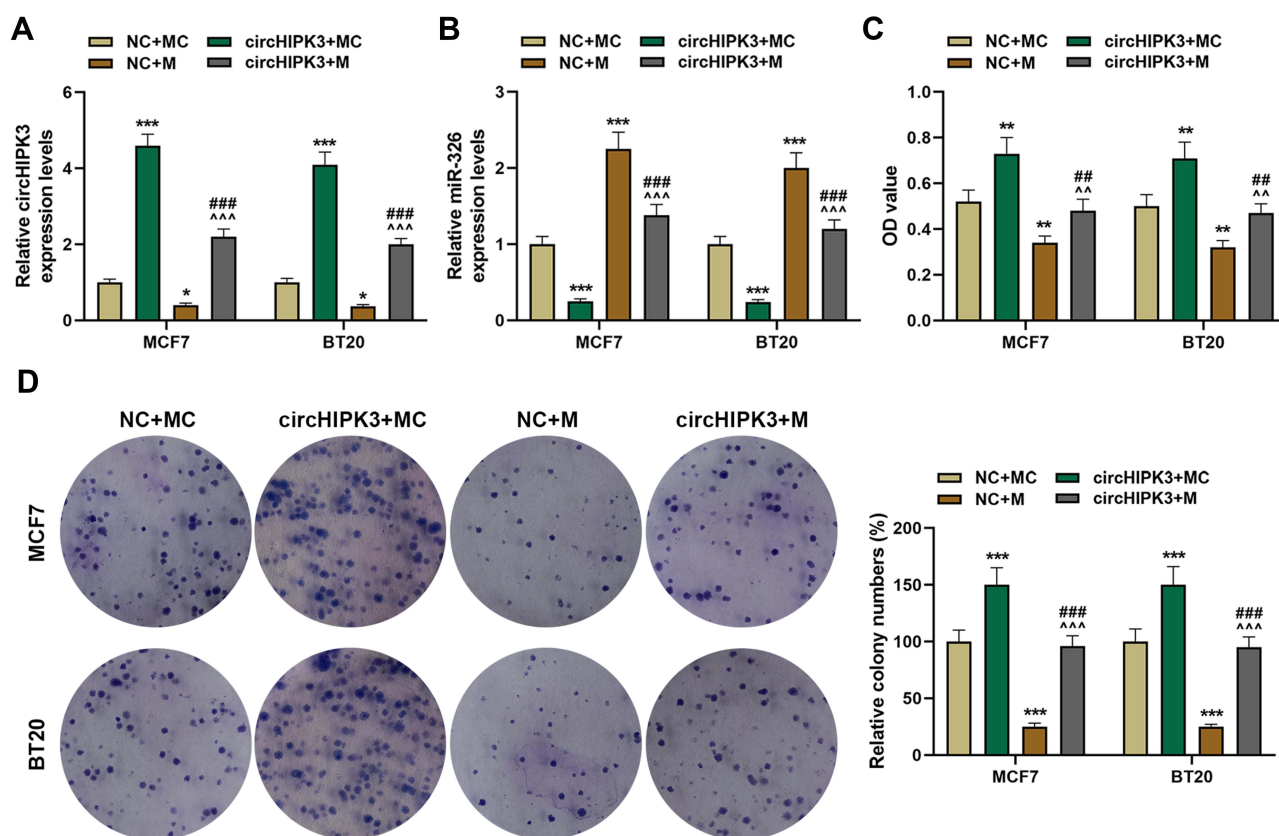 A
NC+MC circHIPK3+MC
NC+M circHIPK3+M
Relative circHIPK3
expression levels
6
4
2
0
***
***
*
*
###
^^^
###
^^^
MCF7 BT20
B
NC+MC circHIPK3+MC
NC+M circHIPK3+M
Relative miR-326
expression levels
3
2
1
0
***
***
###
^^^
***
***
###
^^^
MCF7 BT20
C
NC+MC circHIPK3+MC
NC+M circHIPK3+M
OD value
1.0
0.8
0.6
0.4
0.2
0.0
**
**
##
^^
**
**
##
^^
MCF7 BT20
D
NC+MC circHIPK3+MC NC+M circHIPK3+M
MCF7
BT20
NC+MC circHIPK3+MC
NC+M circHIPK3+M
Relative colony numbers (%)
200
150
100
50
0
***
***
###
^^^
***
***
###
^^^
MCF7 BT20